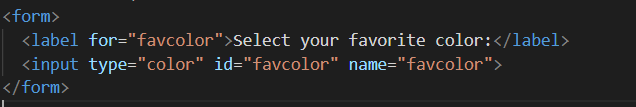 <form>
<label for="favcolor">Select your favorite color:</label>
<input type="color" id="favcolor" name="favcolor">
</form>